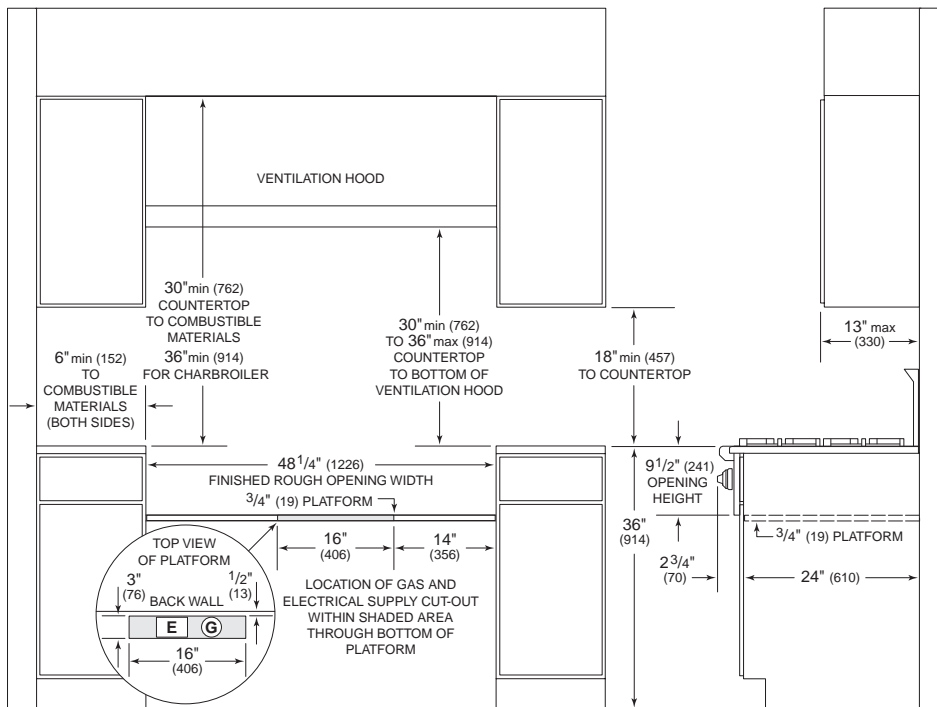 VENTILATION HOOD
30" min (762)
COUNTERTOP
TO COMBUSTIBLE
MATERIALS
36" min (914)
FOR CHARBROILER
30" min (762)
TO 36" max (914)
COUNTERTOP
TO BOTTOM OF
VENTILATION HOOD
6" min (152)
TO
COMBUSTIBLE
MATERIALS
(BOTH SIDES)
18" min (457)
TO COUNTERTOP
13" max
(330)
48 1/4" (1226)
FINISHED ROUGH OPENING WIDTH
3/4" (19) PLATFORM
16"
(406)
14"
(356)
LOCATION OF GAS AND
ELECTRICAL SUPPLY CUT-OUT
WITHIN SHADED AREA
THROUGH BOTTOM OF
PLATFORM
TOP VIEW
OF PLATFORM
3"
(76)
1/2"
(13)
BACK WALL
E
G
16"
(406)
36"
(914)
9 1/2" (241)
OPENING
HEIGHT
3/4" (19) PLATFORM
2 3/4"
(70)
24" (610)